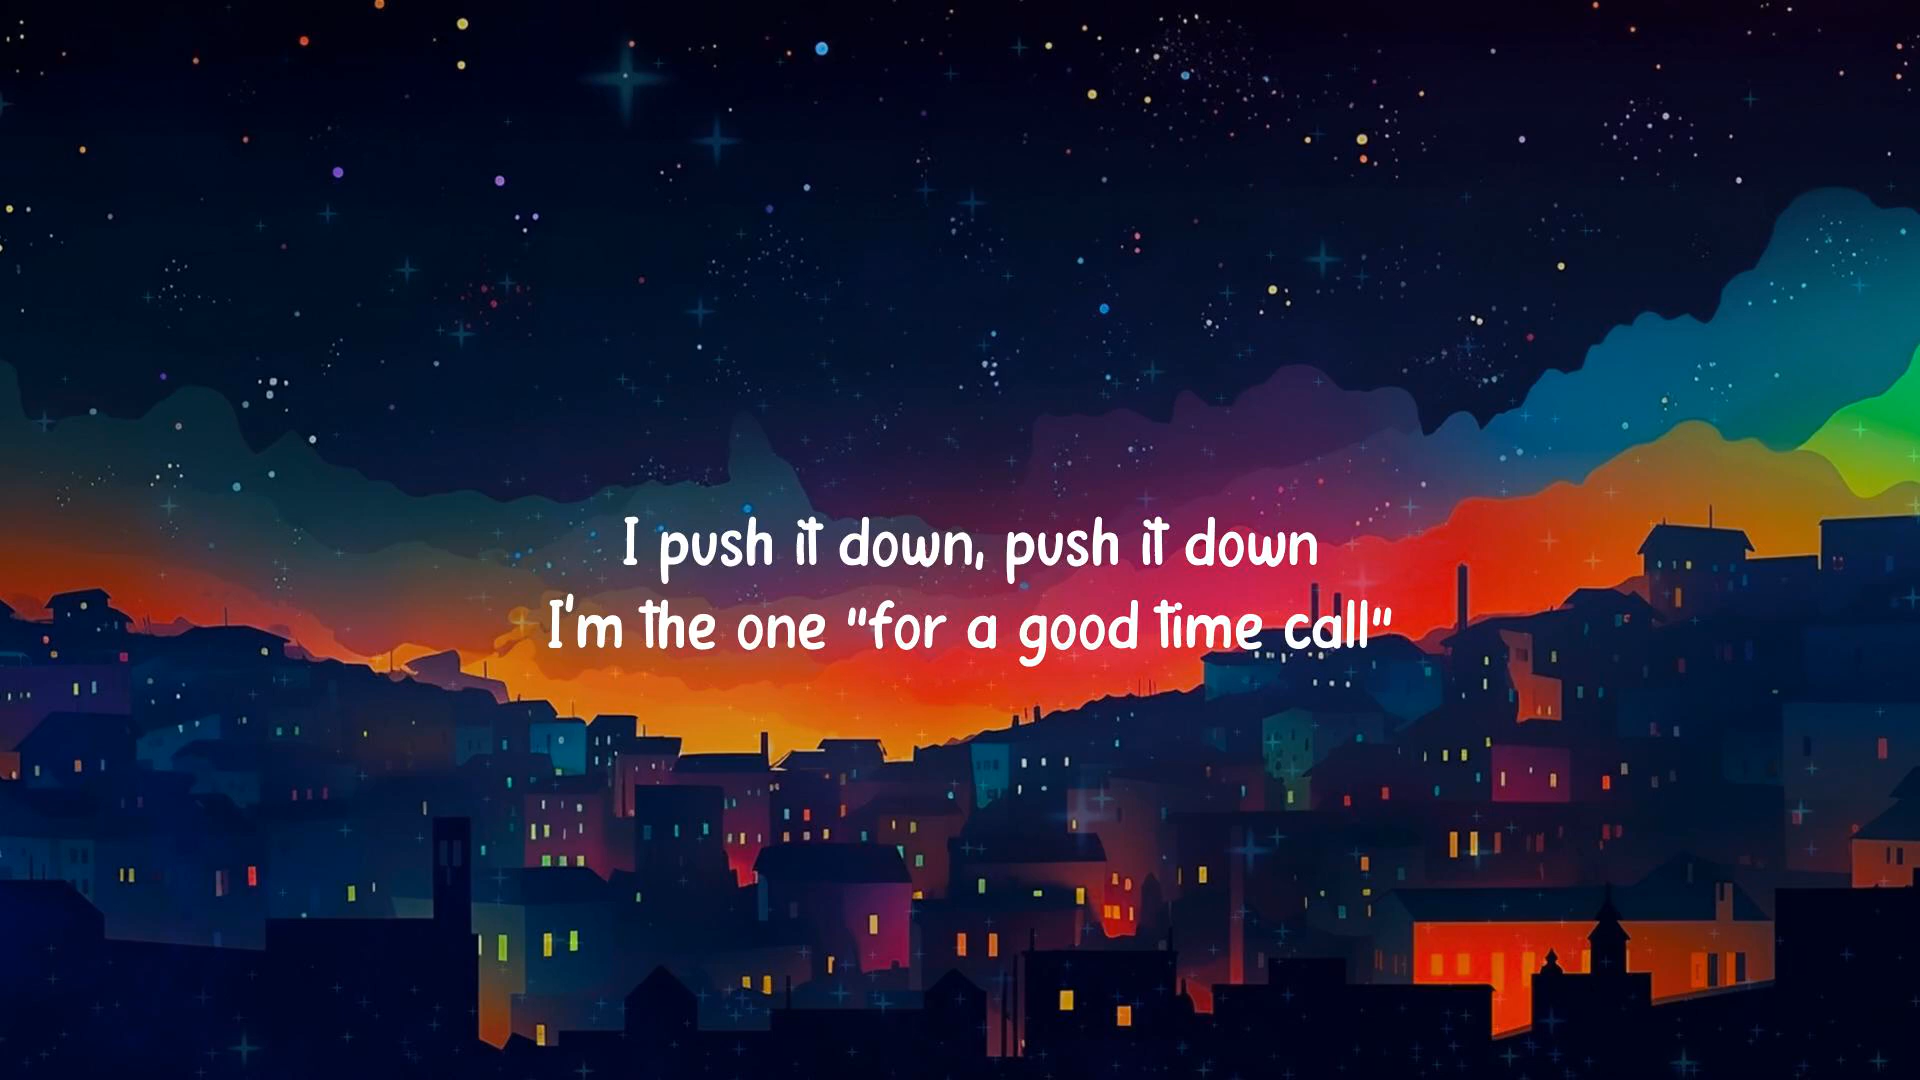 I push it down, push it down
I'm the one "for a good time call"